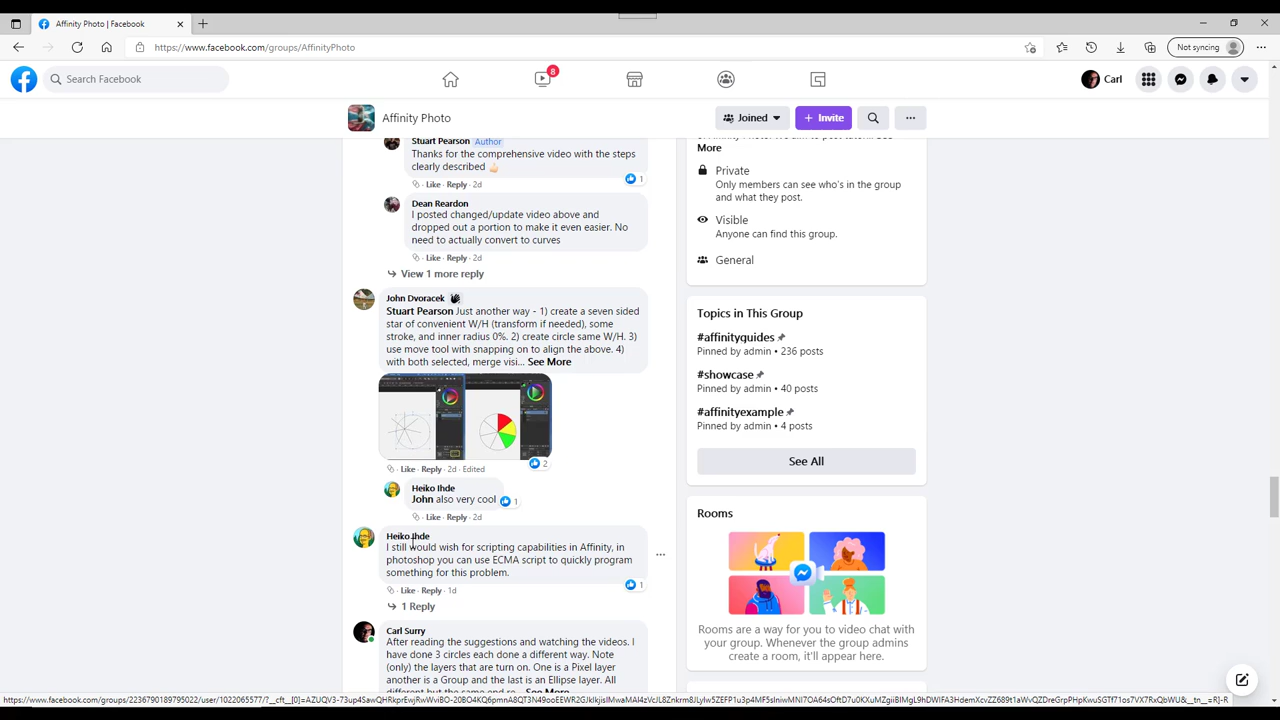 Affinity Photo | Facebook
https://www.facebook.com/groups/AffinityPhoto
Not syncing
Search Facebook
8
Carl
Affinity Photo
Joined
+ Invite
Stuart Pearson Author
Thanks for the comprehensive video with the steps
clearly described
1
Like · Reply · 2d
Dean Reardon
I posted changed/update video above and
dropped out a portion to make it even easier. No
need to actually convert to curves
Like · Reply · 2d
View 1 more reply
John Dvoracek
Stuart Pearson Just another way - 1) create a seven sided
star of convenient W/H (transform if needed), some
stroke, and inner radius 0%. 2) create circle same W/H. 3)
use move tool with snapping on to align the above. 4)
with both selected, merge visi... See More
2
Like · Reply · 2d · Edited
Heiko Ihde
John also very cool
1
Like · Reply · 2d
Heiko Ihde
I still would wish for scripting capabilities in Affinity, in
photoshop you can use ECMA script to quickly program
something for this problem.
1
Like · Reply · 1d
1 Reply
Carl Surry
After reading the suggestions and watching the videos. I
have done 3 circles each done a different way. Note
(only) the layers that are turn on. One is a Pixel layer
another is a Group and the last is an Ellipse layer. All
See More
More
Private
Only members can see who's in the group
and what they post.
Visible
Anyone can find this group.
General
Topics in This Group
#affinityguides
Pinned by admin • 236 posts
#showcase
Pinned by admin • 40 posts
#affinityexample
Pinned by admin • 4 posts
See All
Rooms
Rooms are a way for you to video chat with
your group. Whenever the group admins
create a room, it'll appear here.